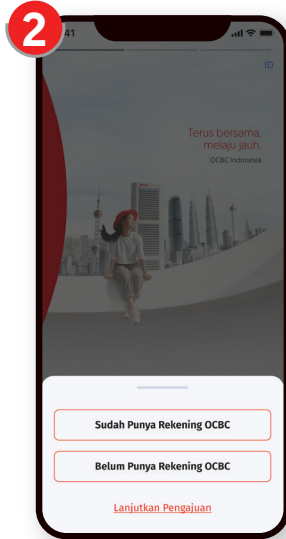 2
41
ID
Terus bersama,
melaju jauh.
OCBC Indonesia
Sudah Punya Rekening OCBC
Belum Punya Rekening OCBC
Lanjutkan Pengajuan